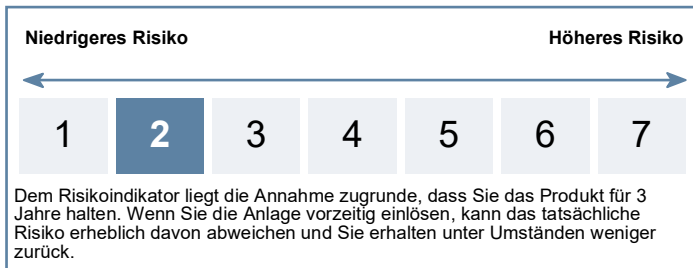 Niedrigeres Risiko Höheres Risiko
1 2 3 4 5 6 7
Dem Risikoindikator liegt die Annahme zugrunde, dass Sie das Produkt für 3
Jahre halten. Wenn Sie die Anlage vorzeitig einlösen, kann das tatsächliche
Risiko erheblich davon abweichen und Sie erhalten unter Umständen weniger
zurück.